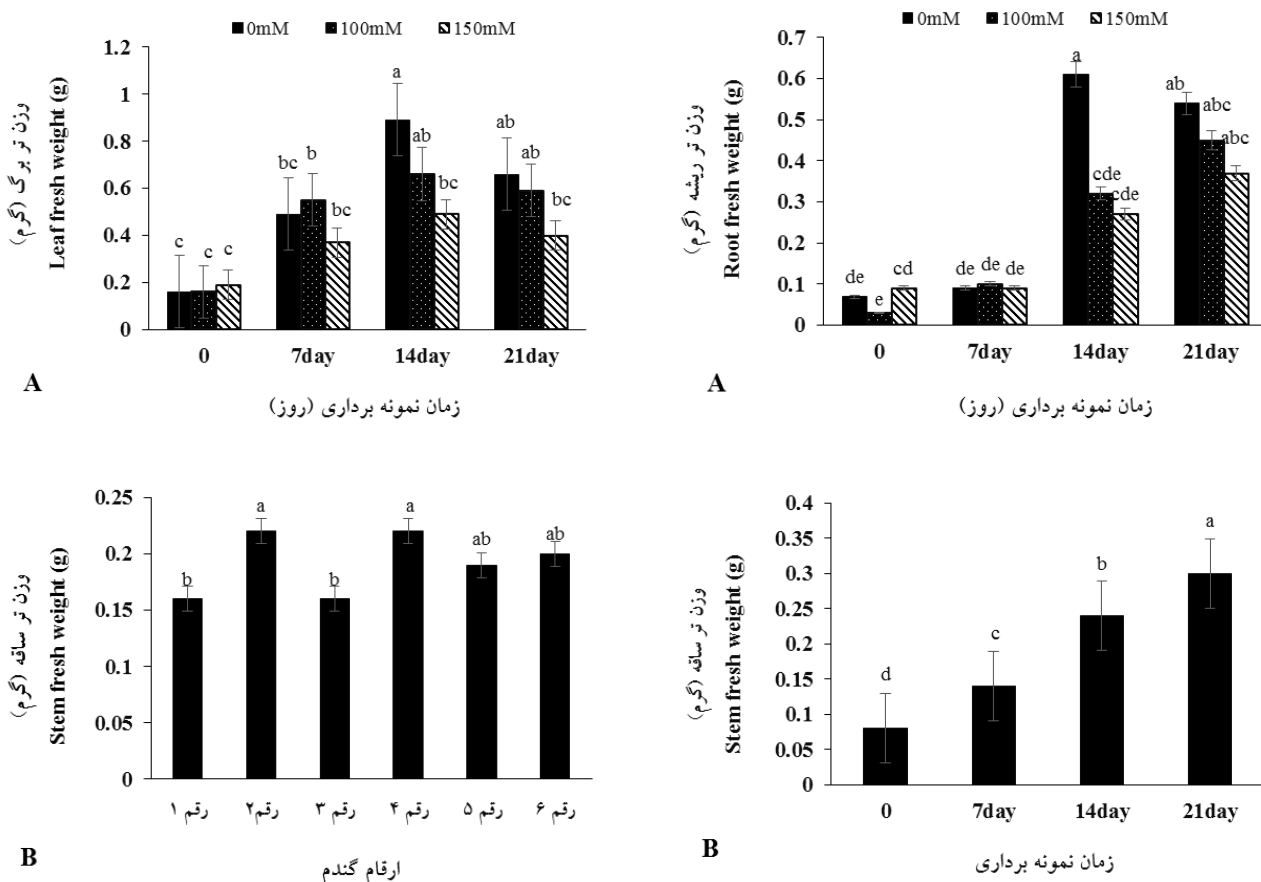 0mM 100mM 150mM
وزن تر برگ (گرم)
Leaf fresh weight (g)
1.2
1
0.8
0.6
0.4
0.2
0
c c c
bc b bc
a ab bc
ab ab bc
0 7day 14day 21day
A
زمان نمونه برداری (روز)
0mM 100mM 150mM
وزن تر ریشه (گرم)
Root fresh weight (g)
0.7
0.6
0.5
0.4
0.3
0.2
0.1
0
de e cd
de de de
a cde cde
ab abc abc
0 7day 14day 21day
A
زمان نمونه برداری (روز)
وزن تر ساقه (گرم)
Stem fresh weight (g)
0.25
0.2
0.15
0.1
0.05
0
b a b a ab ab
رقم ۱ رقم۲ رقم ۳ رقم ۴ رقم ۵ رقم ۶
B
ارقام گندم
وزن تر ساقه (گرم)
Stem fresh weight (g)
0.4
0.35
0.3
0.25
0.2
0.15
0.1
0.05
0
d c b a
0 7day 14day 21day
B
زمان نمونه برداری